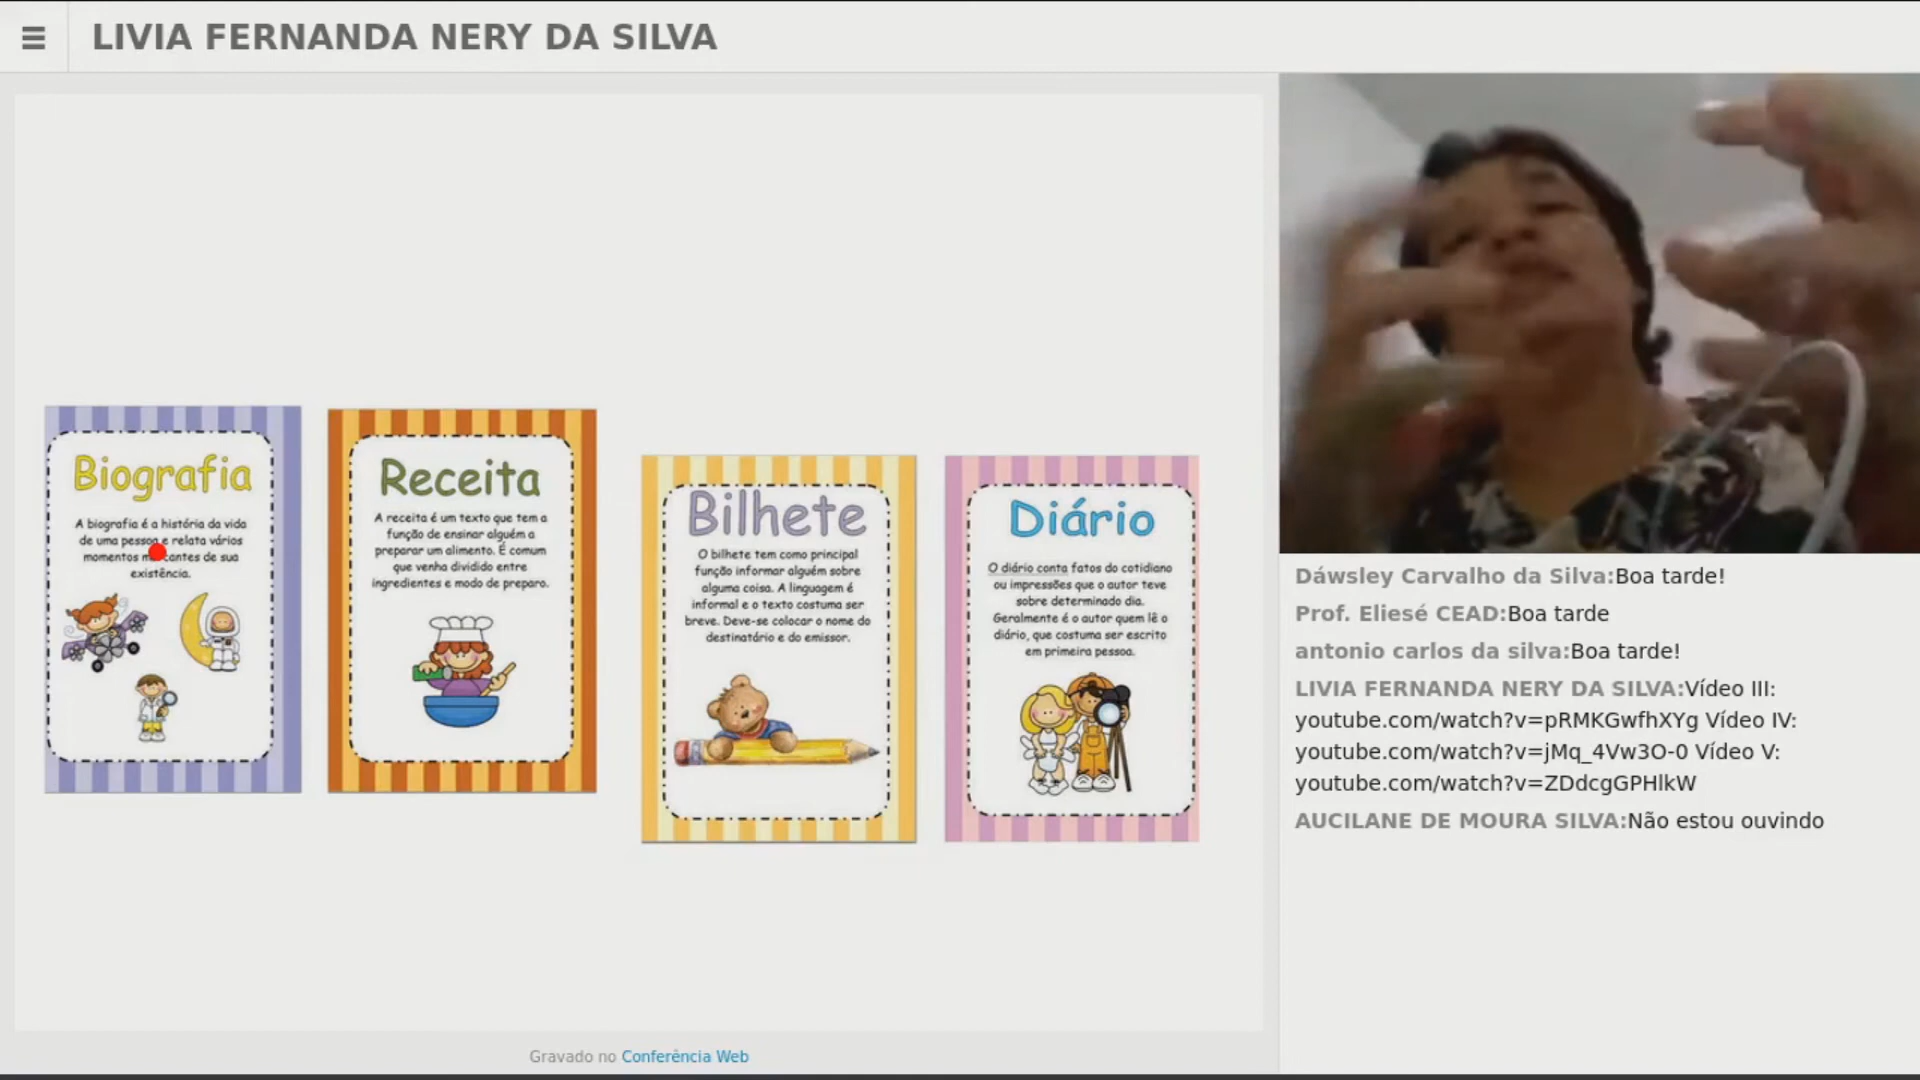 LIVIA FERNANDA NERY DA SILVA
Biografia
A biografia é a história da vida
de uma pessoa e relata vários
momentos m cantes de sua
existência.
Receita
A receita é um texto que tem a
função de ensinar alguém a
preparar um alimento. É comum
que venha dividido entre
ingredientes e modo de preparo.
Bilhete
O bilhete tem como principal
função informar alguém sobre
alguma coisa. A linguagem é
informal e o texto costuma ser
breve. Deve-se colocar o nome do
destinatário e do emissor.
Diário
O diário conta fatos do cotidiano
ou impressões que o autor teve
sobre determinado dia.
Geralmente é o autor quem lê o
diário, que costuma ser escrito
em primeira pessoa.
Dáwsley Carvalho da Silva:Boa tarde!
Prof. Eliesé CEAD:Boa tarde
antonio carlos da silva:Boa tarde!
LIVIA FERNANDA NERY DA SILVA:Vídeo III:
youtube.com/watch?v=pRMKGwfhXYg Vídeo IV:
youtube.com/watch?v=jMq_4Vw3O-0 Vídeo V:
youtube.com/watch?v=ZDdcgGPHlkW
AUCILANE DE MOURA SILVA:Não estou ouvindo
Gravado no Conferência Web